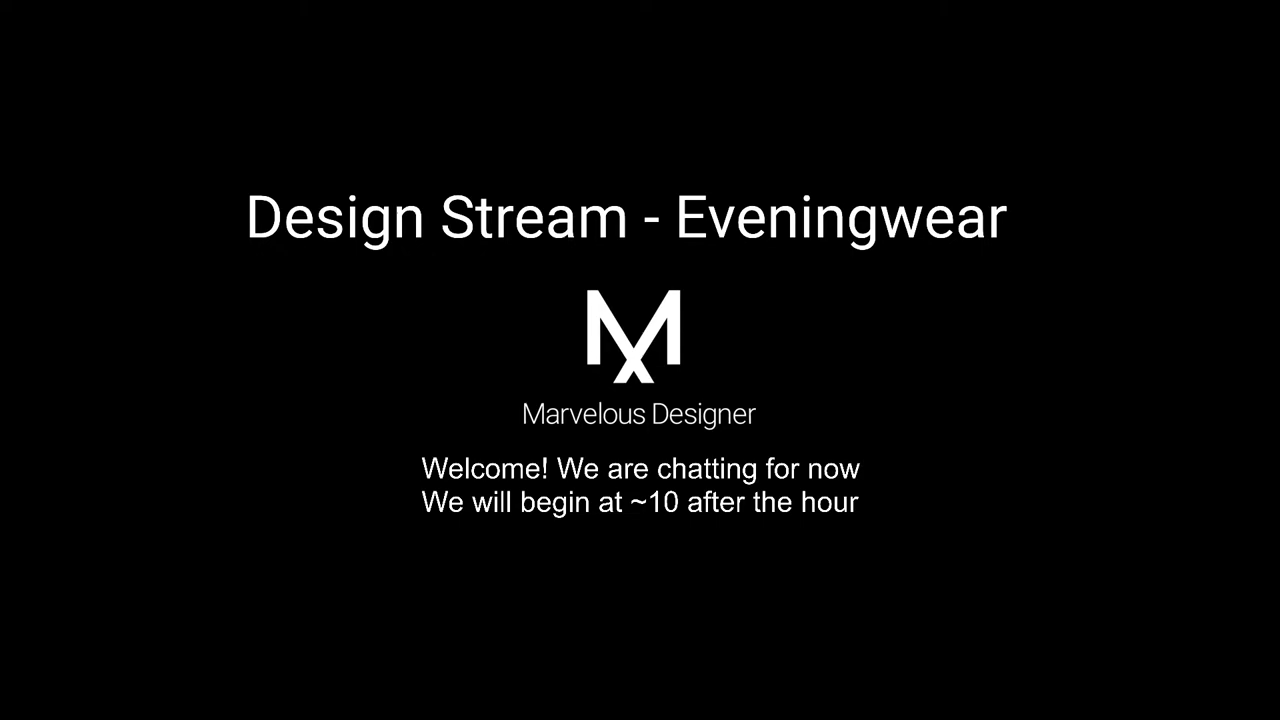 Design Stream - Eveningwear
Marvelous Designer
Welcome! We are chatting for now
We will begin at ~10 after the hour